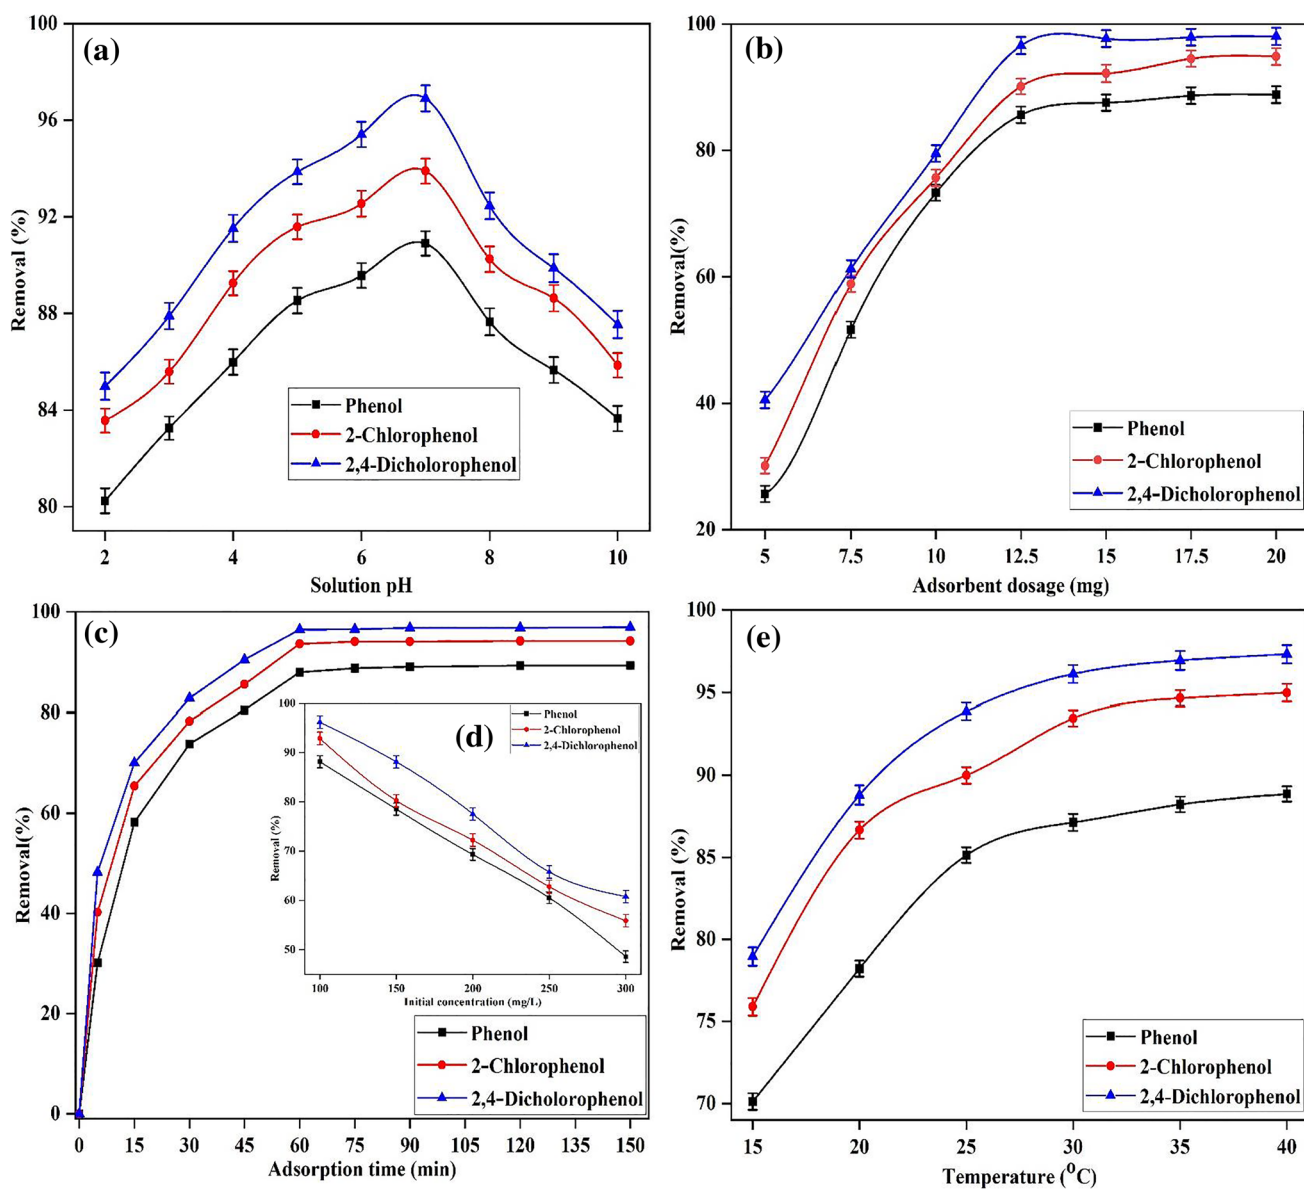 (a)
100
96
92
88
84
80
Removal (%)
Phenol
2-Chlorophenol
2,4-Dicholorophenol
2 4 6 8 10
Solution pH
(b)
100
80
60
40
20
Removal(%)
Phenol
2-Chlorophenol
2,4-Dicholorophenol
5 7.5 10 12.5 15 17.5 20
Adsorbent dosage (mg)
(c)
100
80
60
40
20
0
Removal(%)
Phenol
2-Chlorophenol
2,4-Dicholorophenol
0 15 30 45 60 75 90 105 120 135 150
Adsorption time (min)
(d)
100
90
80
70
60
50
Removal (%)
Phenol
2-Chlorophenol
2,4-Dichlorophenol
100 150 200 250 300
Initial concentration (mg/L)
(e)
100
95
90
85
80
75
70
Removal (%)
Phenol
2-Chlorophenol
2,4-Dichlorophenol
15 20 25 30 35 40
Temperature (⁰C)